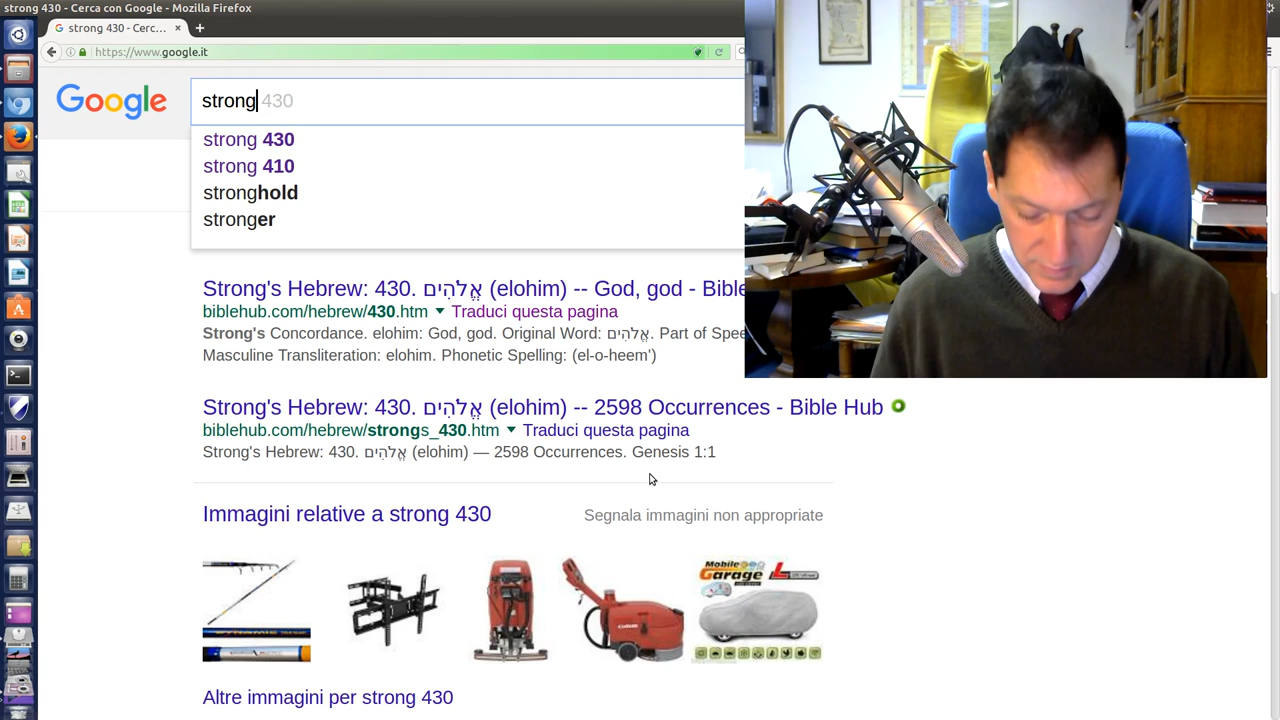 strong 430 - Cerca con Google - Mozilla Firefox
strong 430 - Cerc...
https://www.google.it
Google
strong 430
strong 430
strong 410
stronghold
stronger
Strong's Hebrew: 430. אֱלֹהִים (elohim) -- God, god - Bible
biblehub.com/hebrew/430.htm Traduci questa pagina
Strong's Concordance. elohim: God, god. Original Word: אֱלֹהִים. Part of Spee
Masculine Transliteration: elohim. Phonetic Spelling: (el-o-heem')
Strong's Hebrew: 430. אֱלֹהִים (elohim) -- 2598 Occurrences - Bible Hub
biblehub.com/hebrew/strongs_430.htm Traduci questa pagina
Strong's Hebrew: 430. אֱלֹהִים (elohim) — 2598 Occurrences. Genesis 1:1
Immagini relative a strong 430
Segnala immagini non appropriate
Mobile
Garage
L
Altre immagini per strong 430